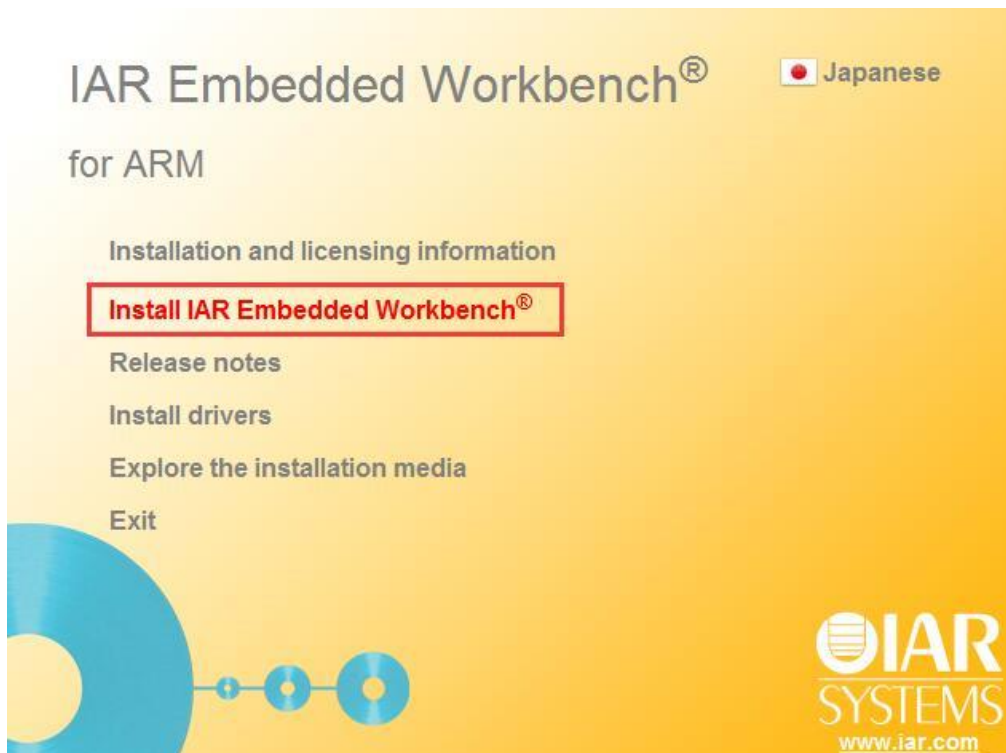 IAR Embedded Workbench®
Japanese
for ARM
Installation and licensing information
Install IAR Embedded Workbench®
Release notes
Install drivers
Explore the installation media
Exit
IAR
SYSTEMS
www.iar.com